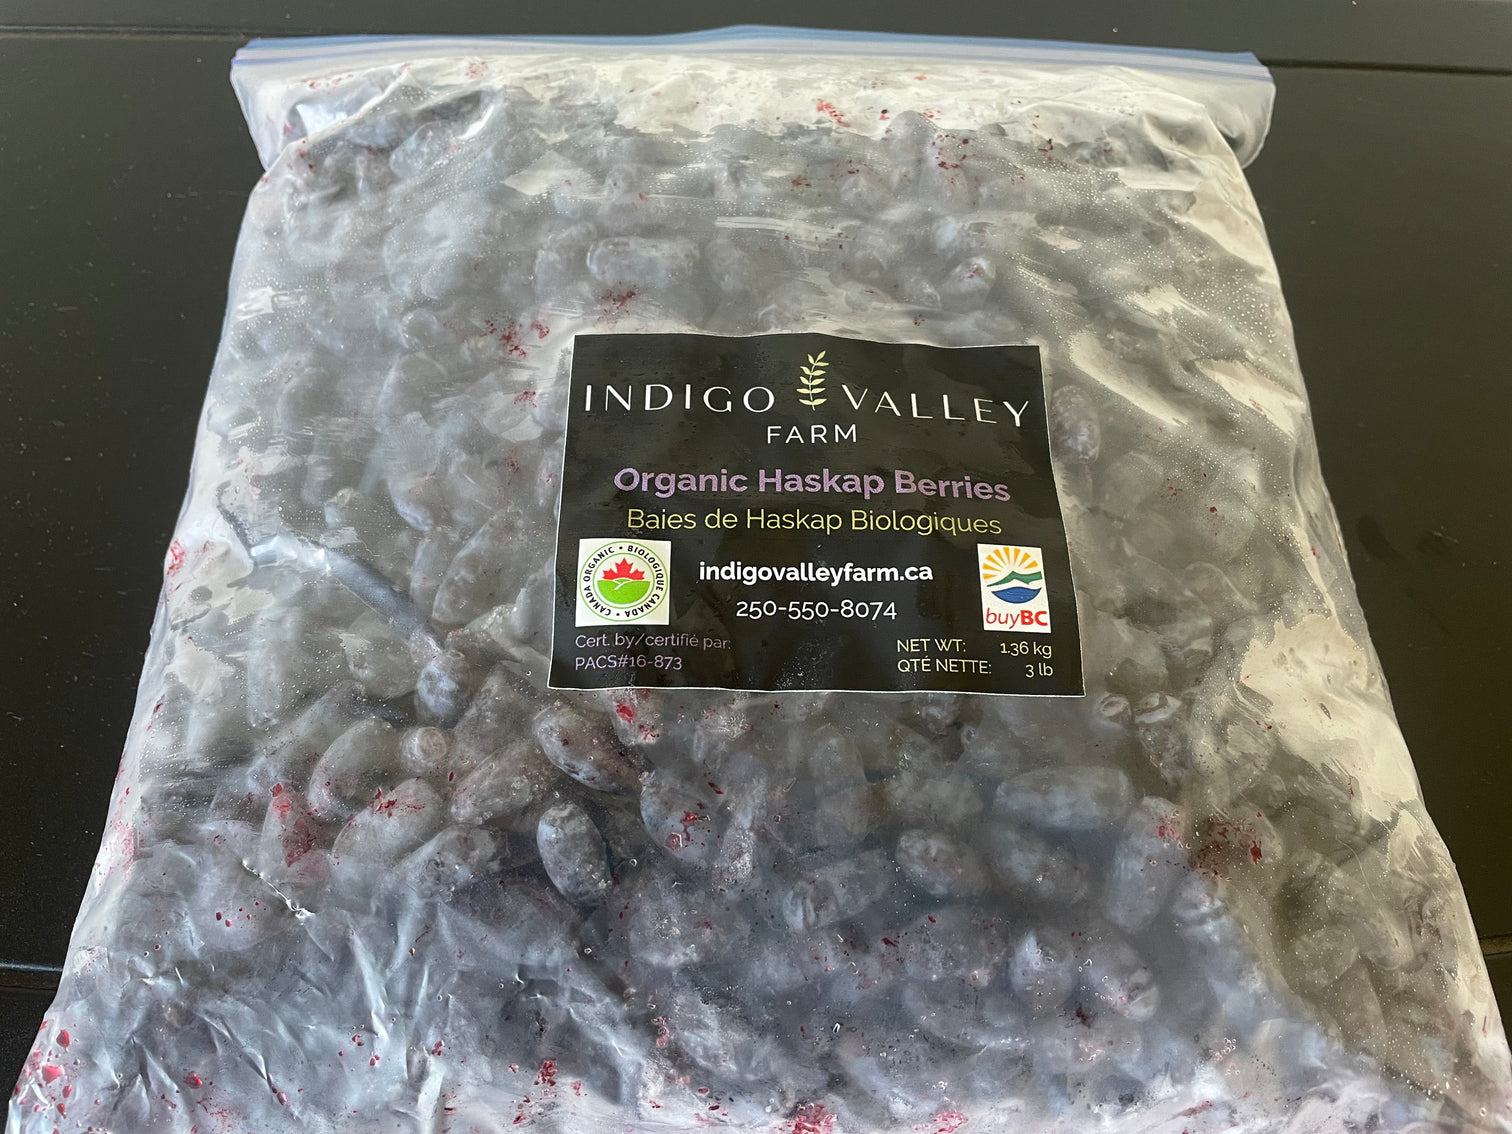 INDIGO VALLEY
FARM
Organic Haskap Berries
Baies de Haskap Biologiques
CANADA ORGANIC • BIOLOGIQUE CANADA •
indigovalleyfarm.ca
250-550-8074
buyBC
Cert. by/certifié par:
PACS#16-873
NET WT: 1.36 kg
QTÉ NETTE: 3 lb